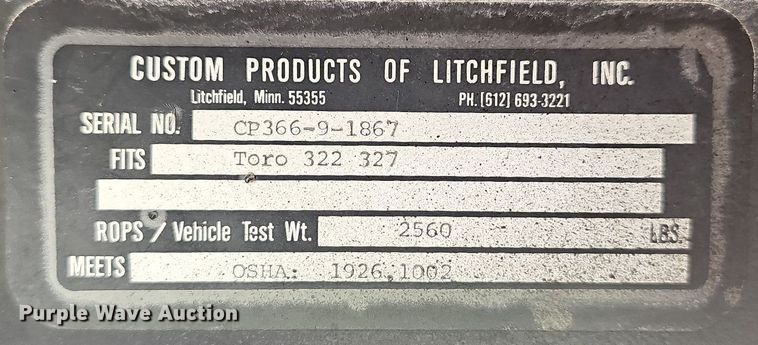 CUSTOM PRODUCTS OF LITCHFIELD, INC.
Litchfield, Minn. 55355 PH. [612] 693-3221
SERIAL NO. CP366-9-1867
FITS Toro 322 327
ROPS / Vehicle Test Wt. 2560 LBS.
MEETS OSHA: 1926,1002
Purple Wave Auction